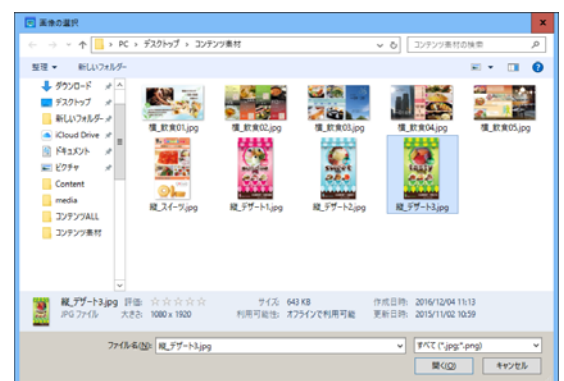 画像の選択
PC › デスクトップ › コンテンツ素材
コンテンツ素材の検索
整理 ▼ 新しいフォルダー
ダウンロード
デスクトップ
新しいフォルダー
iCloud Drive
ドキュメント
ピクチャ
Content
media
コンテンツALL
コンテンツ素材
横_飲食01.jpg
横_飲食02.jpg
横_飲食03.jpg
横_飲食04.jpg
横_飲食05.jpg
縦_スイーツ.jpg
縦_デザート1.jpg
縦_デザート2.jpg
縦_デザート3.jpg
縦_デザート3.jpg 評価: ☆☆☆☆☆ サイズ: 643 KB 作成日時: 2016/12/04 11:13
JPG ファイル 大きさ: 1080 x 1920 利用可能性: オフラインで利用可能 更新日時: 2015/11/02 10:59
ファイル名(N): 縦_デザート3.jpg すべて (*.jpg;*.png)
開く(O) キャンセル